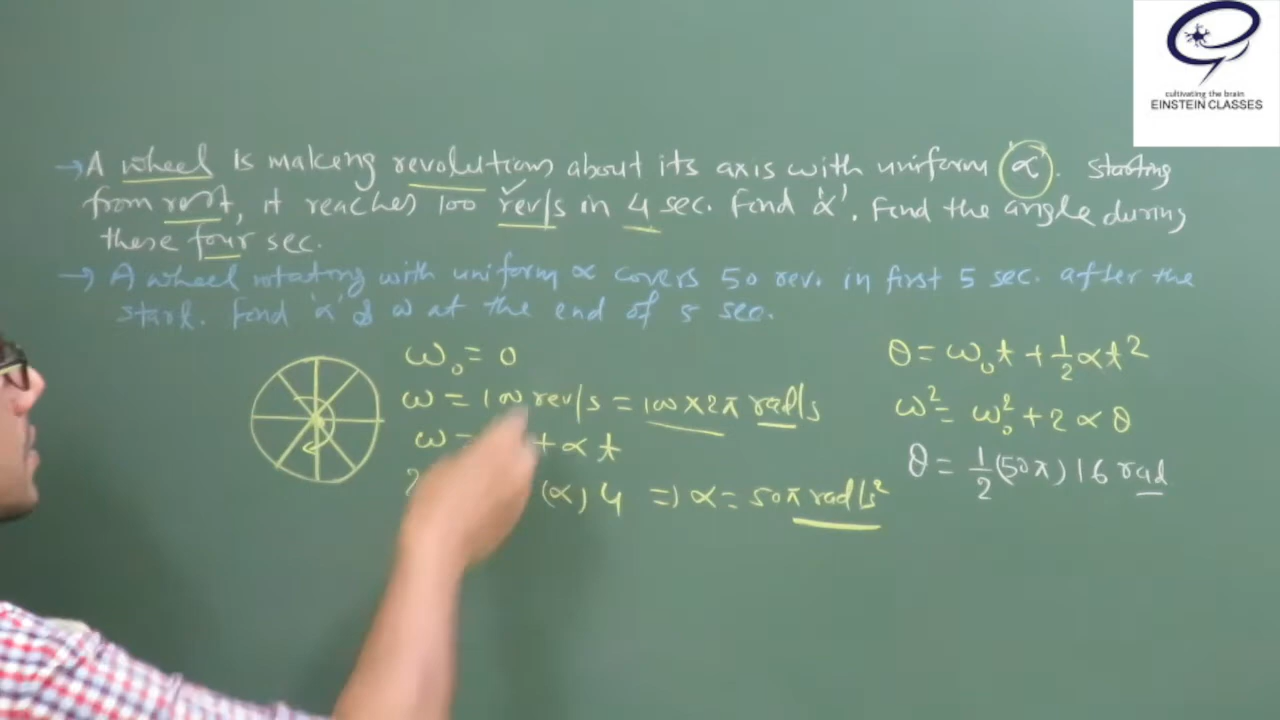 cultivating the brain
EINSTEIN CLASSES
→ A wheel is making revolutions about its axis with uniform 'α'. Starting
from rest, it reaches 100 rev/s in 4 sec. Find 'α'. Find the angle during
these four sec.
→ A wheel rotating with uniform α covers 50 rev. in first 5 sec. after the
start. Find 'α' & ω at the end of 5 sec.
ω₀ = 0
ω = 100 rev/s = 100 × 2π rad/s
ω = + α t
2 (α) 4 => α = 50π rad/s²
θ = ω₀t + 1/2 αt²
ω² = ω₀² + 2αθ
θ = 1/2 (50π) 16 rad